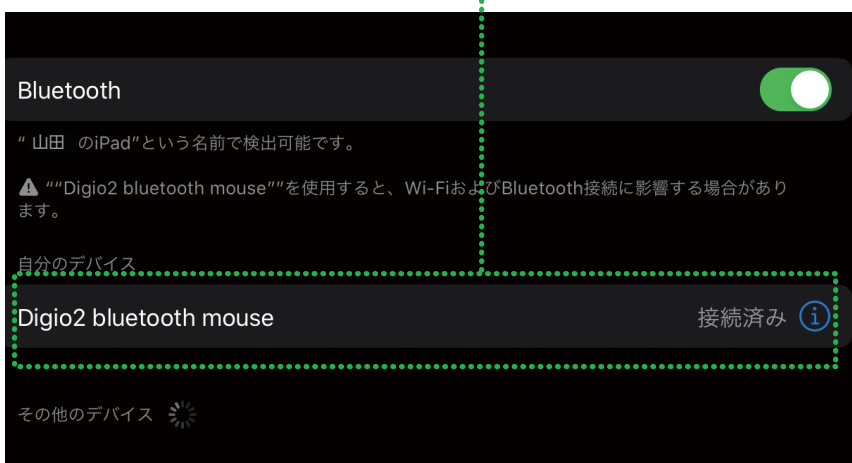 Bluetooth
“ 山田 のiPad”という名前で検出可能です。
""Digio2 bluetooth mouse""を使用すると、Wi-FiおよびBluetooth接続に影響する場合があり
ます。
自分のデバイス
Digio2 bluetooth mouse 接続済み
その他のデバイス